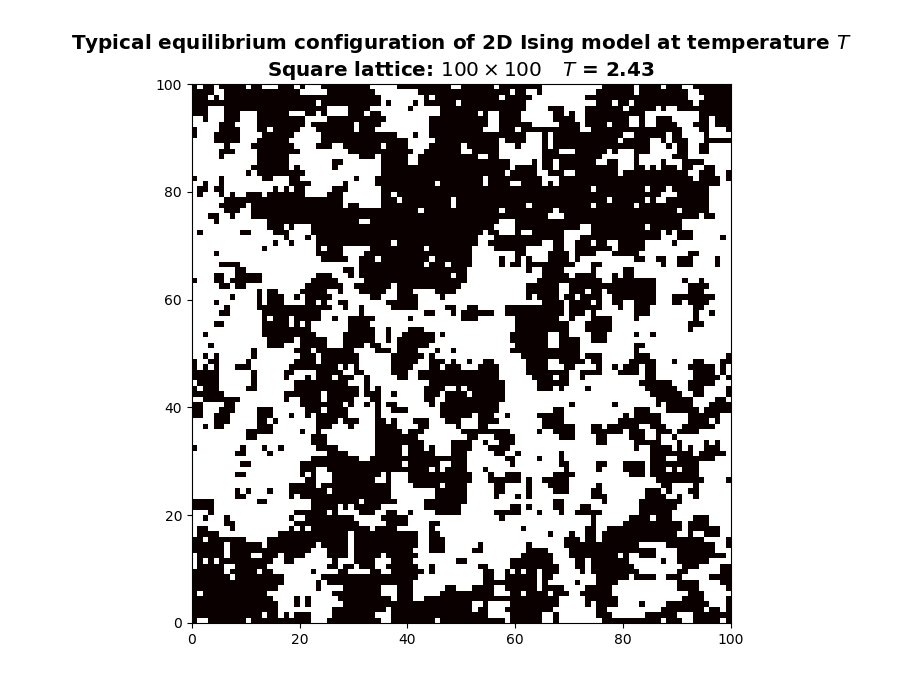 Typical equilibrium configuration of 2D Ising model at temperature T
Square lattice: 100 × 100 T = 2.43
100
80
60
40
20
0
0 20 40 60 80 100